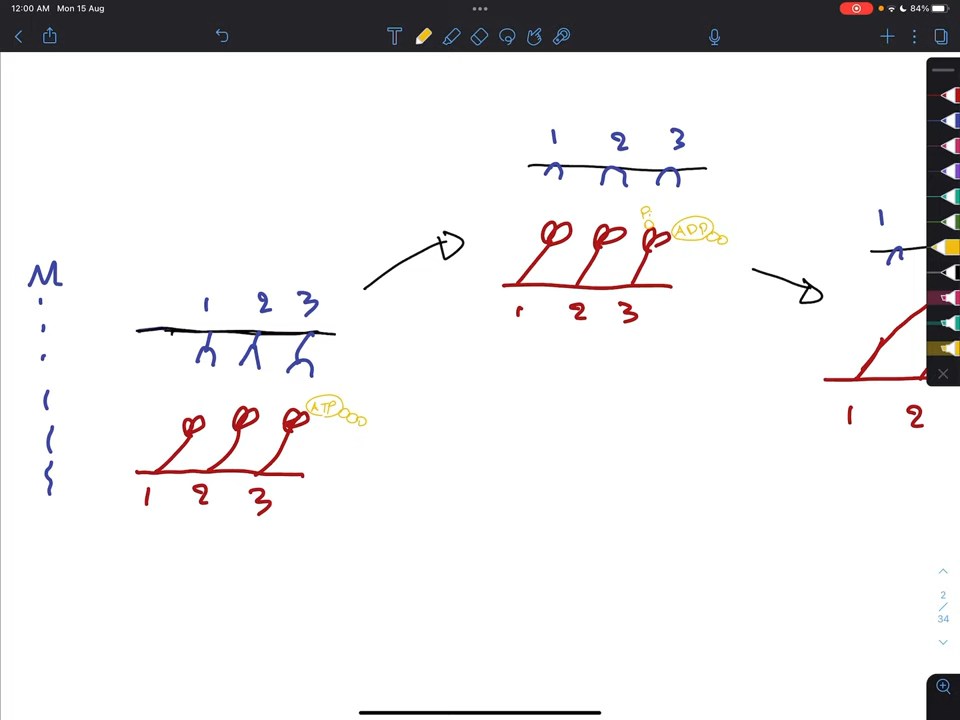 12:00 AM Mon 15 Aug
84%
T
1 2 3
Pi
ADP
1 2 3
1
M
1 2 3
ATP
1 2 3
1 2
2
/
34